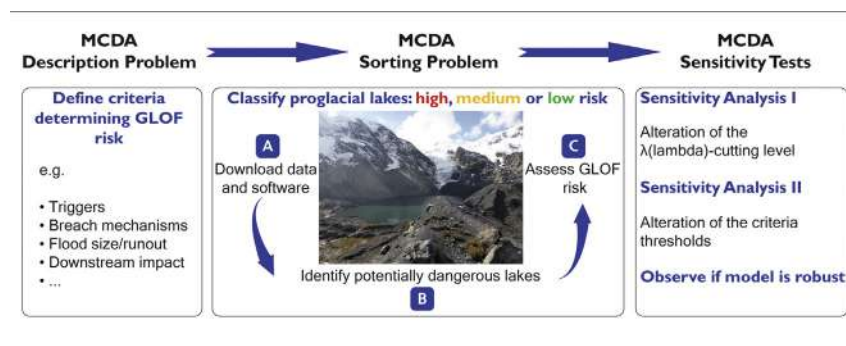 MCDA
Description Problem
MCDA
Sorting Problem
MCDA
Sensitivity Tests
Define criteria
determining GLOF
risk
e.g.
• Triggers
• Breach mechanisms
• Flood size/runout
• Downstream impact
• ...
Classify proglacial lakes: high, medium or low risk
A
Download data
and software
C
Assess GLOF
risk
Identify potentially dangerous lakes
B
Sensitivity Analysis I
Alteration of the
λ(lambda)-cutting level
Sensitivity Analysis II
Alteration of the criteria
thresholds
Observe if model is robust